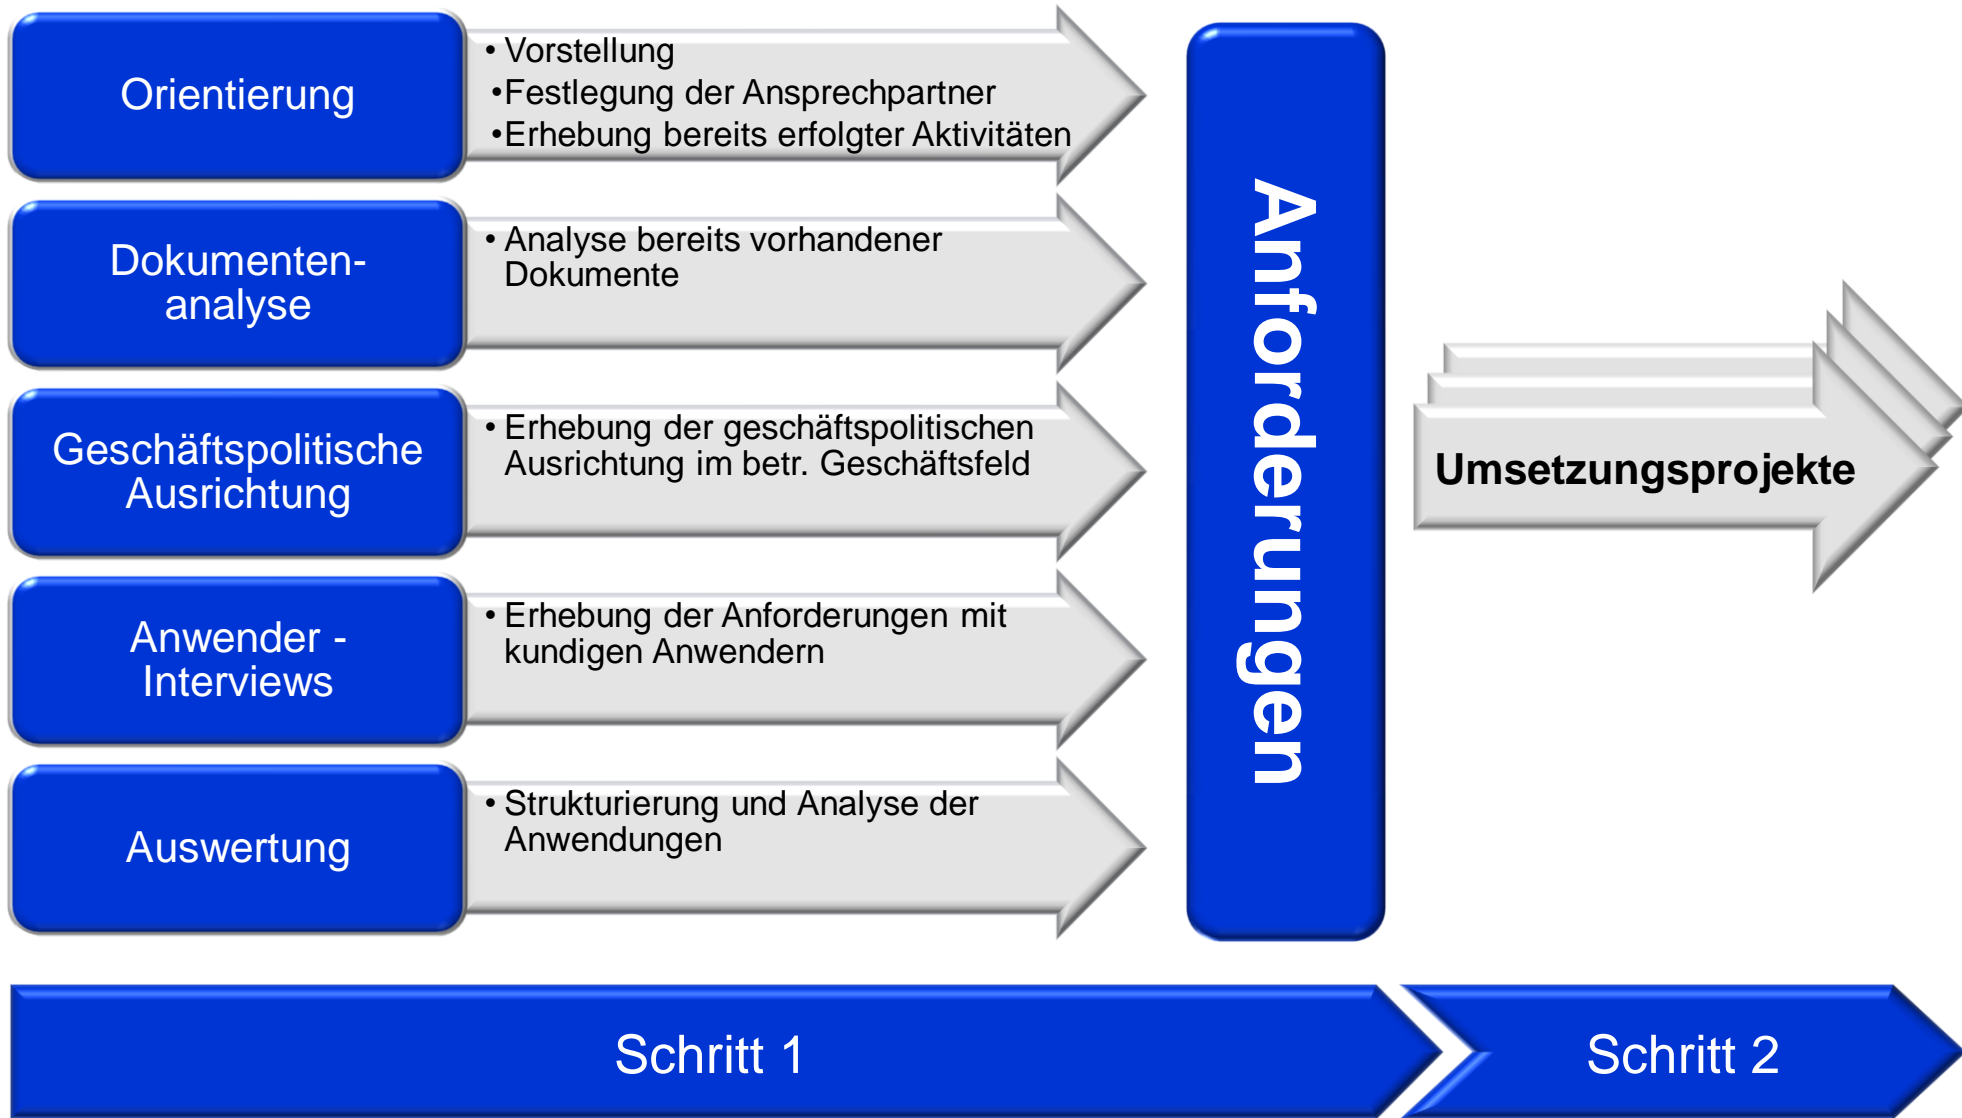 Orientierung
• Vorstellung
•Festlegung der Ansprechpartner
•Erhebung bereits erfolgter Aktivitäten
Dokumenten-
analyse
• Analyse bereits vorhandener
Dokumente
Geschäftspolitische
Ausrichtung
• Erhebung der geschäftspolitischen
Ausrichtung im betr. Geschäftsfeld
Anwender -
Interviews
• Erhebung der Anforderungen mit
kundigen Anwendern
Auswertung
• Strukturierung und Analyse der
Anwendungen
Anforderungen
Umsetzungsprojekte
Schritt 1
Schritt 2